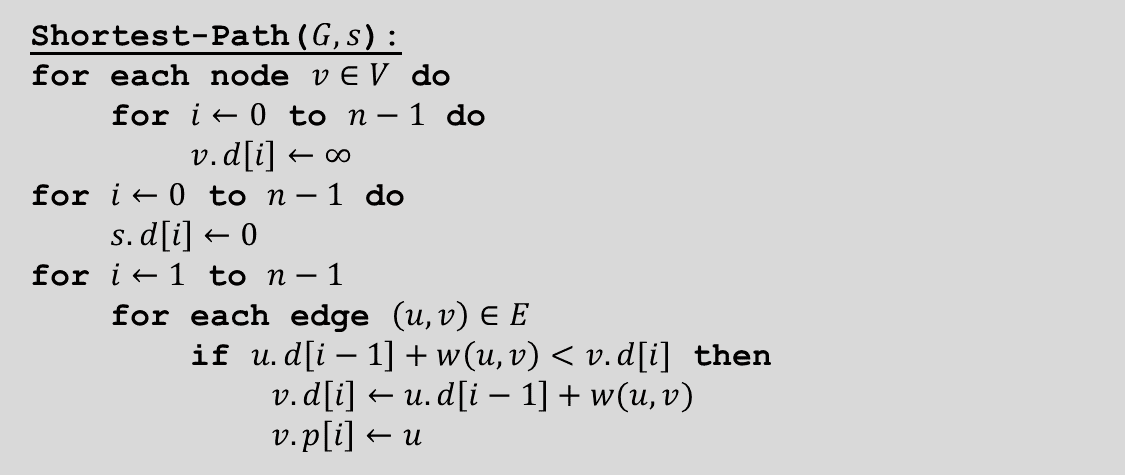 Shortest-Path(G,s):
for each node v ∈ V do
for i ← 0 to n − 1 do
v.d[i] ← ∞
for i ← 0 to n − 1 do
s.d[i] ← 0
for i ← 1 to n − 1
for each edge (u,v) ∈ E
if u.d[i − 1] + w(u,v) < v.d[i] then
v.d[i] ← u.d[i − 1] + w(u,v)
v.p[i] ← u